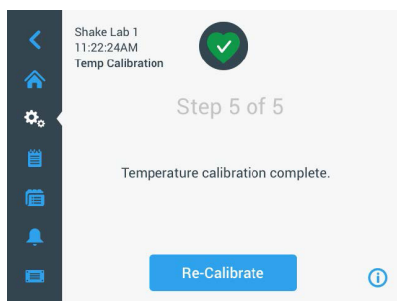 Shake Lab 1
11:22:24AM
Temp Calibration
Step 5 of 5
Temperature calibration complete.
Re-Calibrate